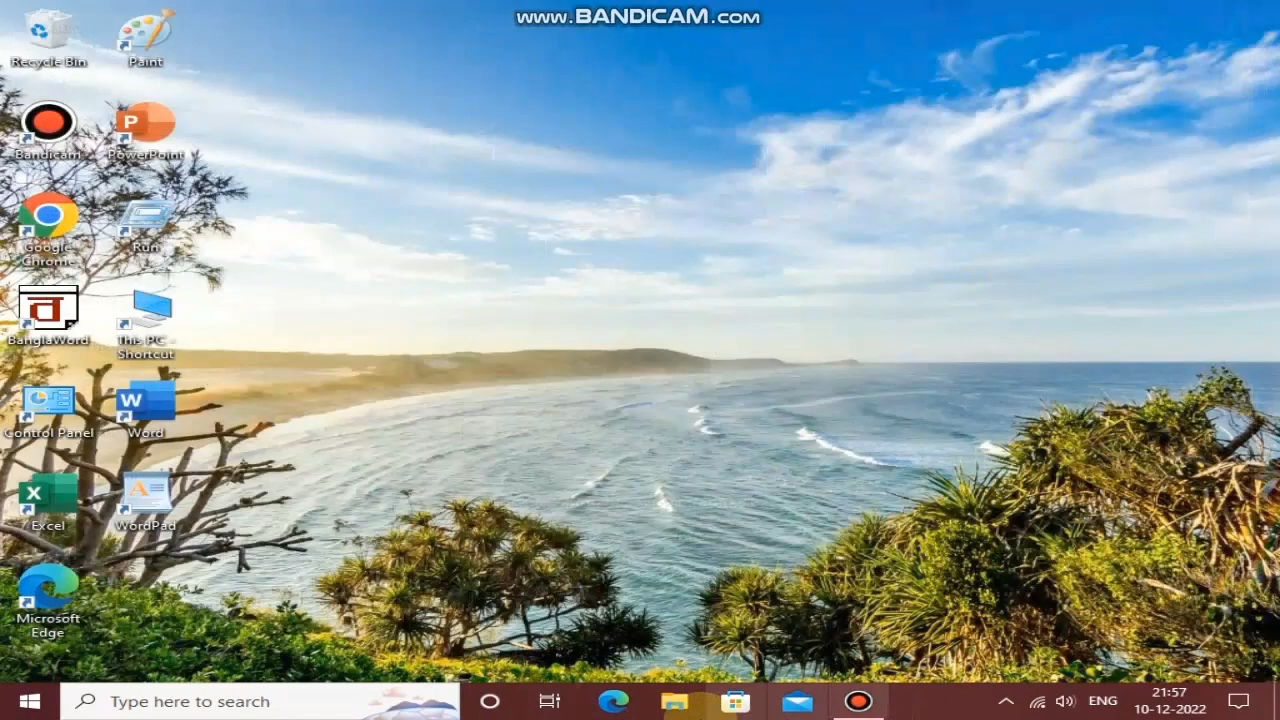 www.BANDICAM.com
Recycle Bin
Paint
Bandicam
PowerPoint
Google
Chrome
Run
BanglaWord
This PC -
Shortcut
Control Panel
Word
Excel
WordPad
Microsoft
Edge
Type here to search
ENG
21:57
10-12-2022